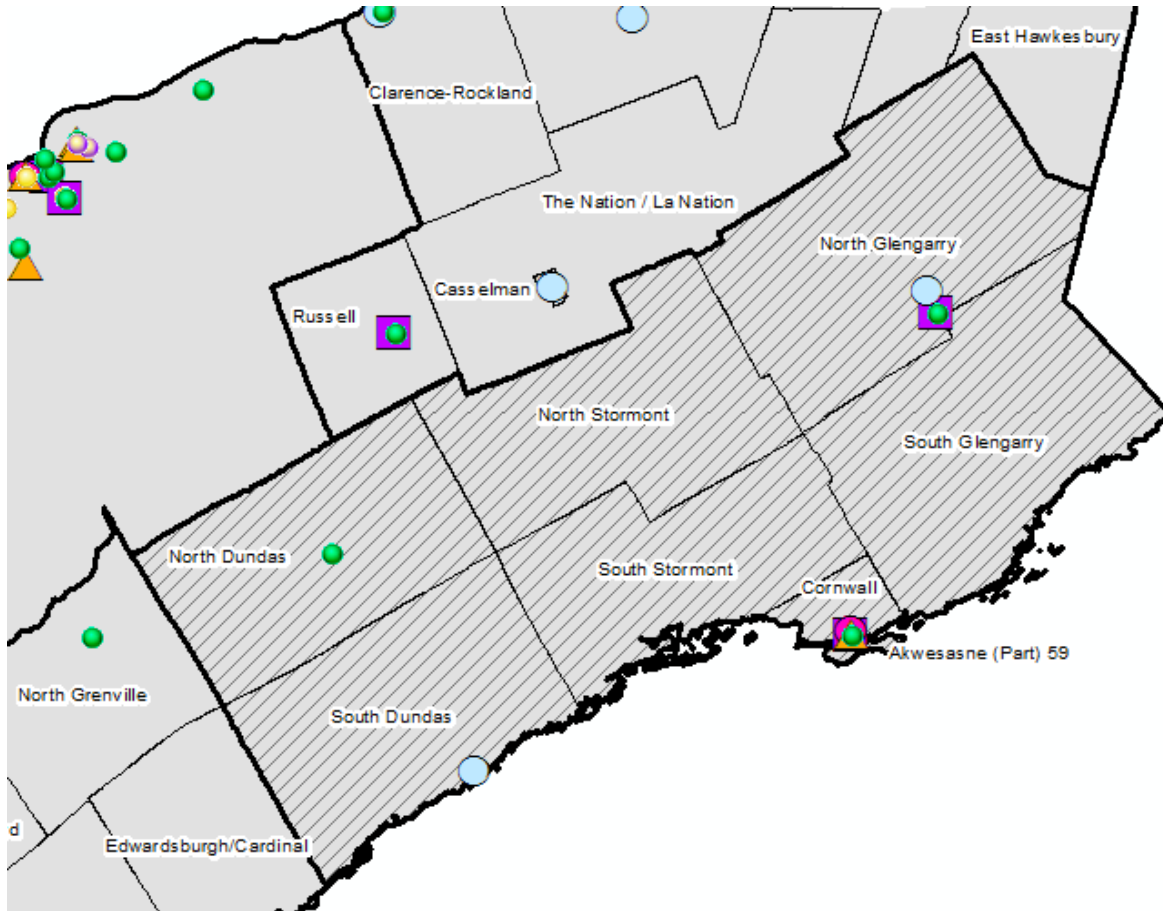 East Hawkesbury
Clarence-Rockland
The Nation / La Nation
North Glengarry
Casselman
Russell
North Stormont
South Glengarry
North Dundas
South Stormont
Cornwall
Akwesasne (Part) 59
North Grenville
South Dundas
d
Edwardsburgh/Cardinal